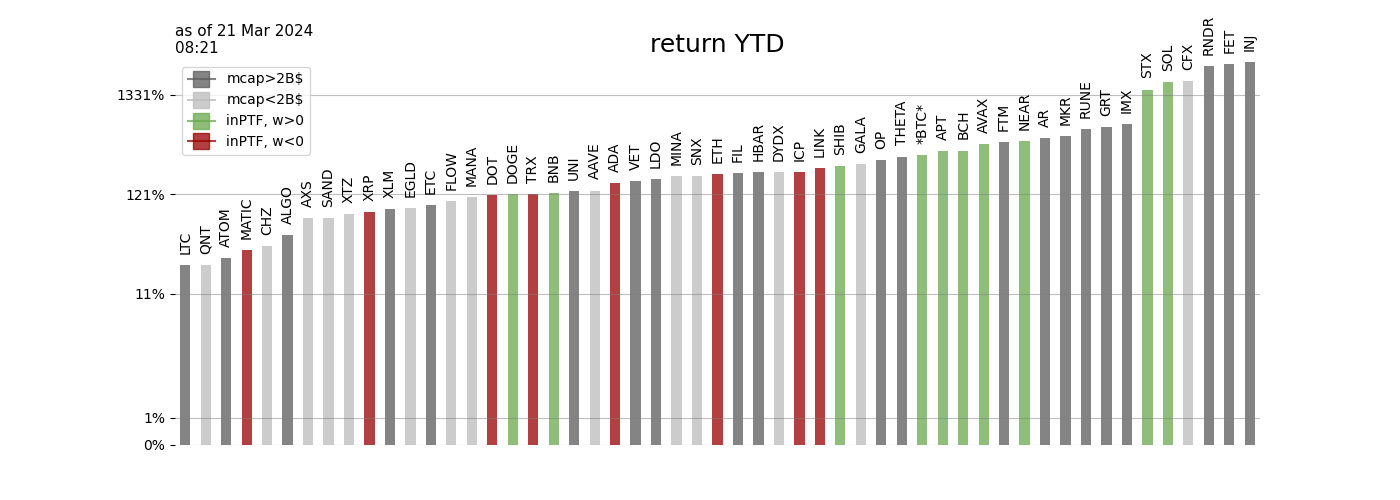 as of 21 Mar 2024
08:21
return YTD
mcap>2B$
mcap<2B$
inPTF, w>0
inPTF, w<0
1331%
121%
11%
1%
0%
LTC
QNT
ATOM
MATIC
CHZ
ALGO
AXS
SAND
XTZ
XRP
XLM
EGLD
ETC
FLOW
MANA
DOT
DOGE
TRX
BNB
UNI
AAVE
ADA
VET
LDO
MINA
SNX
ETH
FIL
HBAR
DYDX
ICP
LINK
SHIB
GALA
OP
THETA
*BTC*
APT
BCH
AVAX
FTM
NEAR
AR
MKR
RUNE
GRT
IMX
STX
SOL
CFX
RNDR
FET
INJ